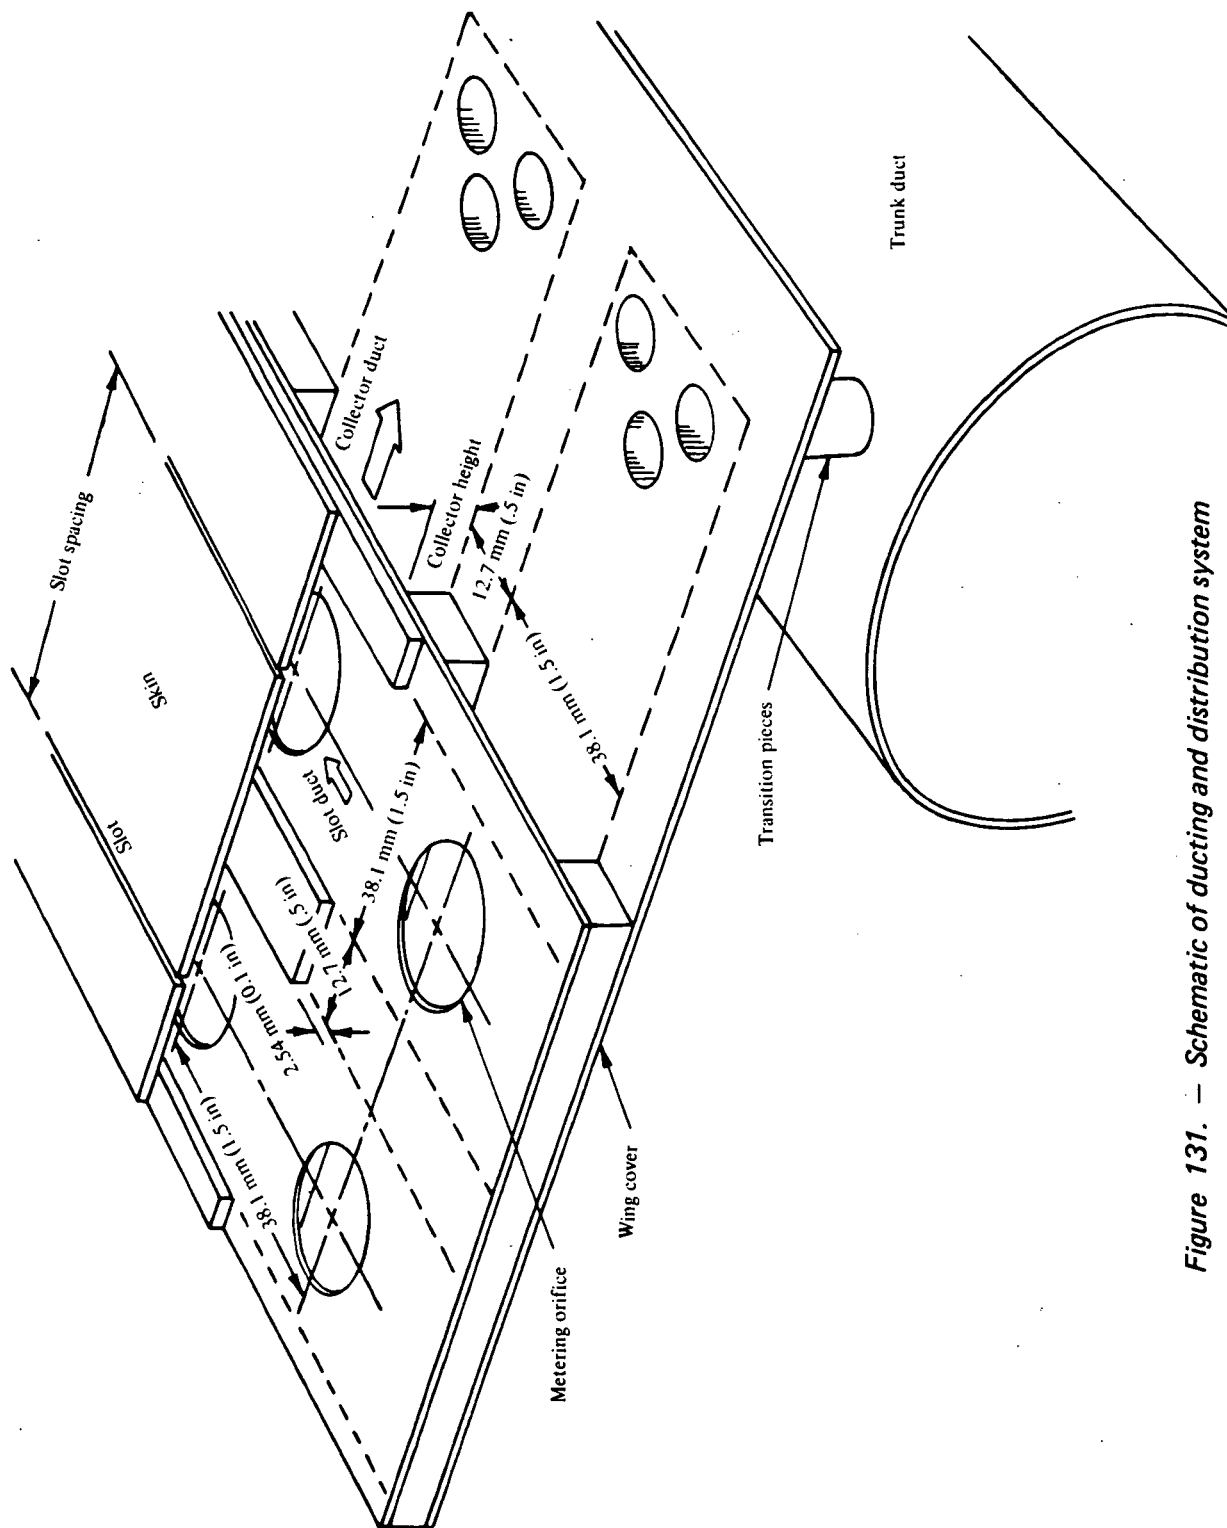 Slot spacing
Slot
Skin
Collector duct
Slot duct
Collector height
12.7 mm (.5 in)
38.1 mm (1.5 in)
38.1 mm (1.5 in)
12.7 mm (.5 in)
2.54 mm (0.1 in)
38.1 mm (1.5 in)
Trunk duct
Transition pieces
Wing cover
Metering orifice
Figure 131. – Schematic of ducting and distribution system